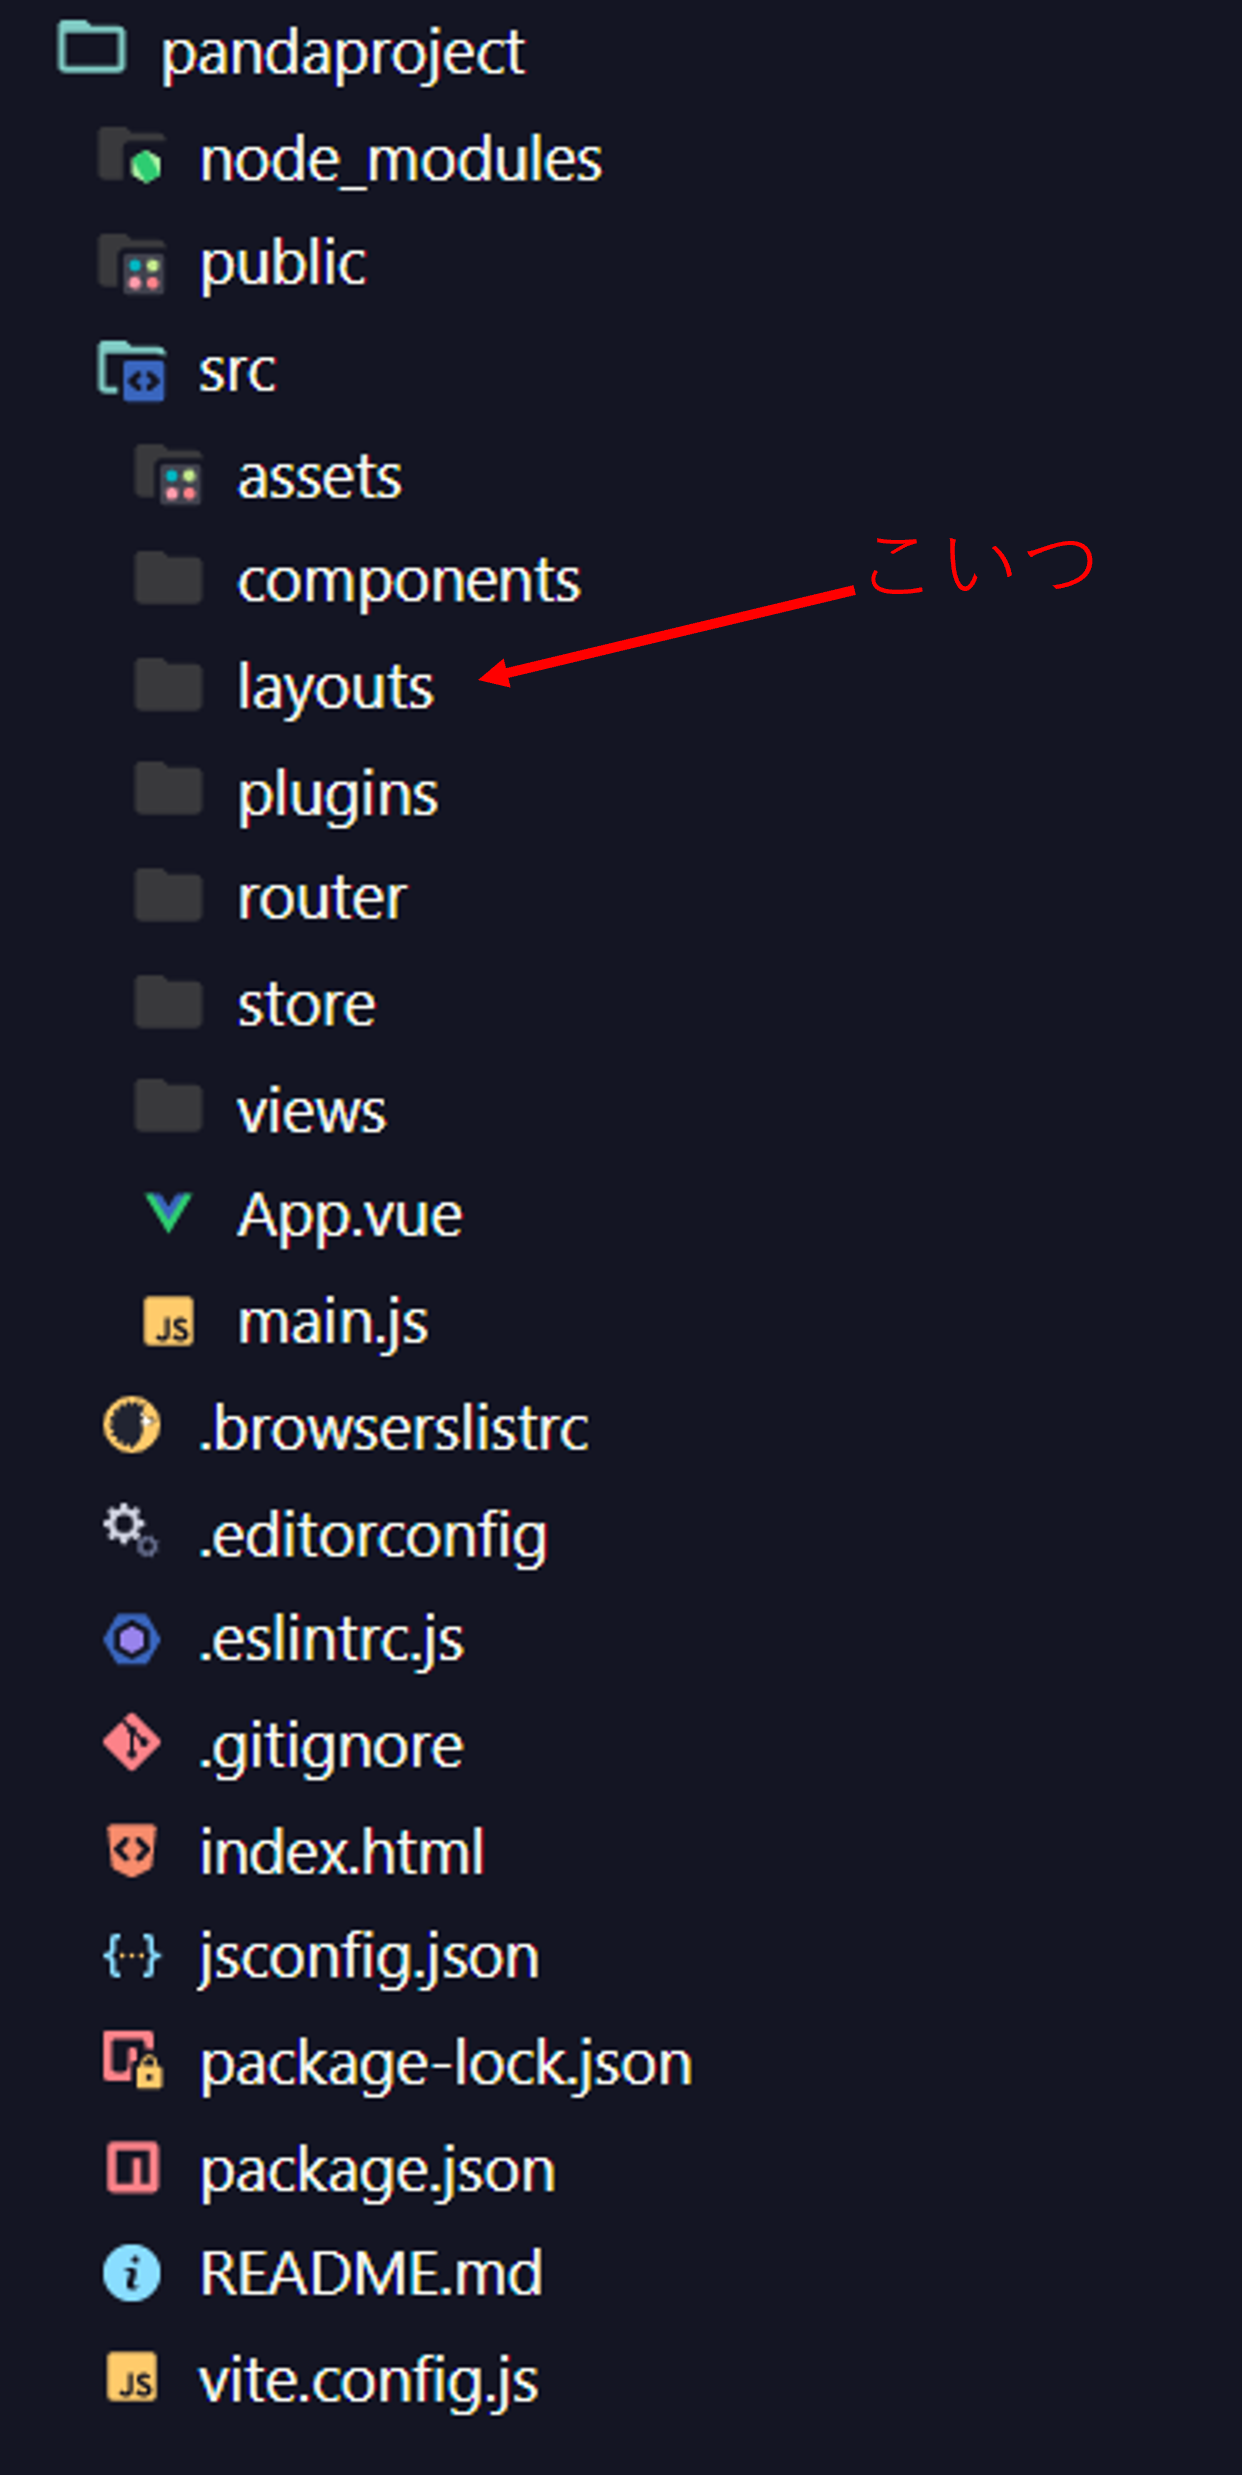 pandaproject
node_modules
public
src
assets
components
こいつ
layouts
plugins
router
store
views
App.vue
JS main.js
.browserslistrc
.editorconfig
.eslintrc.js
.gitignore
index.html
jsconfig.json
package-lock.json
package.json
README.md
JS vite.config.js